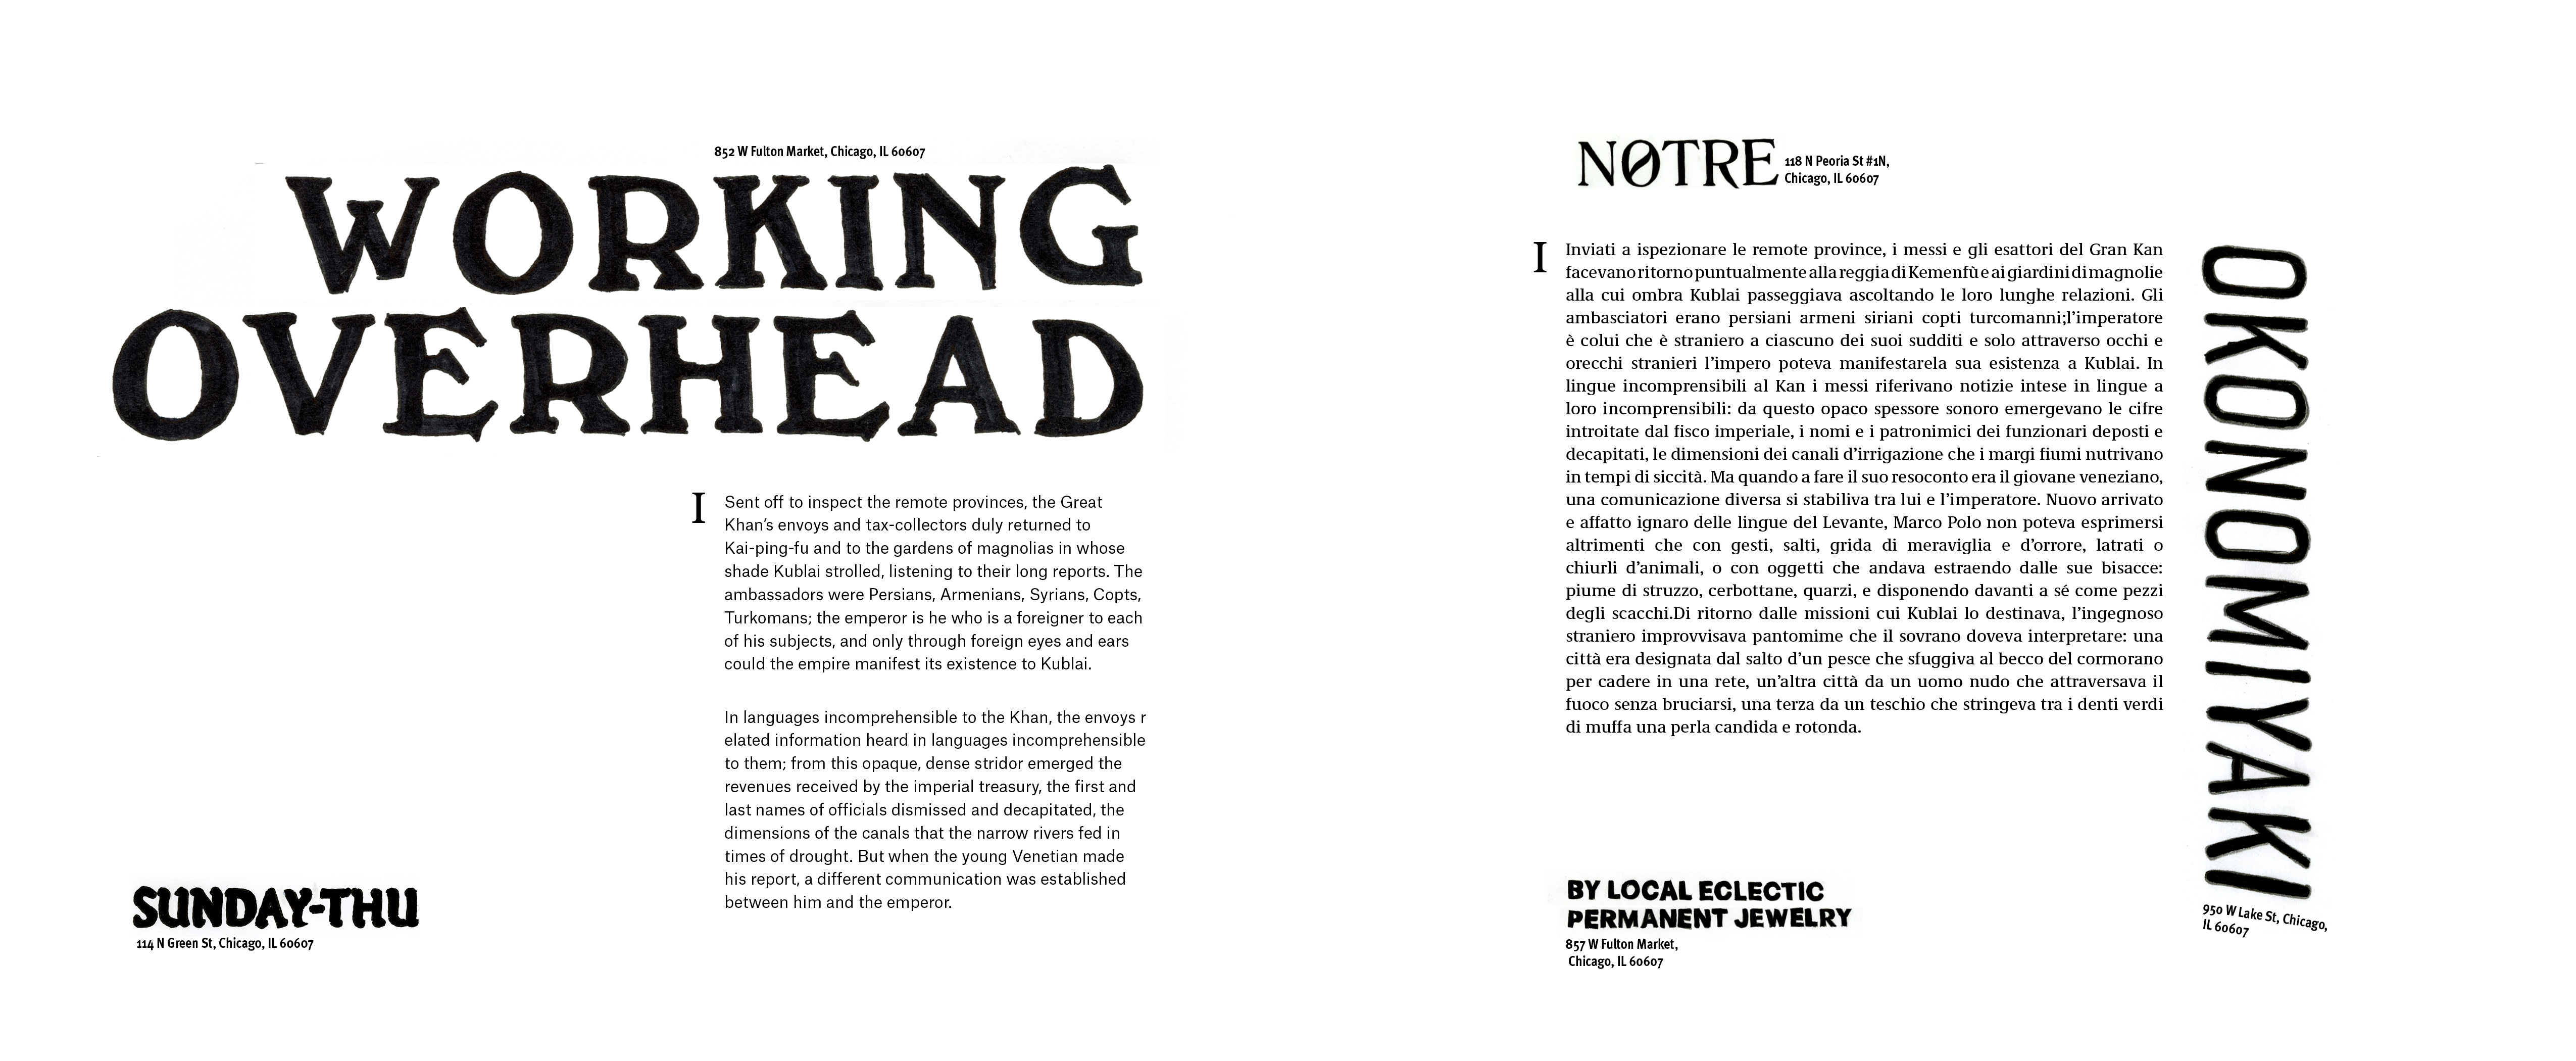 852 W Fulton Market, Chicago, IL 60607
WORKING
OVERHEAD
I
Sent off to inspect the remote provinces, the Great
Khan’s envoys and tax-collectors duly returned to
Kai-ping-fu and to the gardens of magnolias in whose
shade Kublai strolled, listening to their long reports. The
ambassadors were Persians, Armenians, Syrians, Copts,
Turkomans; the emperor is he who is a foreigner to each
of his subjects, and only through foreign eyes and ears
could the empire manifest its existence to Kublai.
In languages incomprehensible to the Khan, the envoys r
elated information heard in languages incomprehensible
to them; from this opaque, dense stridor emerged the
revenues received by the imperial treasury, the first and
last names of officials dismissed and decapitated, the
dimensions of the canals that the narrow rivers fed in
times of drought. But when the young Venetian made
his report, a different communication was established
between him and the emperor.
SUNDAY-THU
114 N Green St, Chicago, IL 60607
NØTRE
118 N Peoria St #1N,
Chicago, IL 60607
I
Inviati a ispezionare le remote province, i messi e gli esattori del Gran Kan
facevano ritorno puntualmente alla reggia di Kemenfù e ai giardini di magnolie
alla cui ombra Kublai passeggiava ascoltando le loro lunghe relazioni. Gli
ambasciatori erano persiani armeni siriani copti turcomanni;l’imperatore
è colui che è straniero a ciascuno dei suoi sudditi e solo attraverso occhi e
orecchi stranieri l’impero poteva manifestarela sua esistenza a Kublai. In
lingue incomprensibili al Kan i messi riferivano notizie intese in lingue a
loro incomprensibili: da questo opaco spessore sonoro emergevano le cifre
introitate dal fisco imperiale, i nomi e i patronimici dei funzionari deposti e
decapitati, le dimensioni dei canali d’irrigazione che i margi fiumi nutrivano
in tempi di siccità. Ma quando a fare il suo resoconto era il giovane veneziano,
una comunicazione diversa si stabiliva tra lui e l’imperatore. Nuovo arrivato
e affatto ignaro delle lingue del Levante, Marco Polo non poteva esprimersi
altrimenti che con gesti, salti, grida di meraviglia e d’orrore, latrati o
chiurli d’animali, o con oggetti che andava estraendo dalle sue bisacce:
piume di struzzo, cerbottane, quarzi, e disponendo davanti a sé come pezzi
degli scacchi.Di ritorno dalle missioni cui Kublai lo destinava, l’ingegnoso
straniero improvvisava pantomime che il sovrano doveva interpretare: una
città era designata dal salto d’un pesce che sfuggiva al becco del cormorano
per cadere in una rete, un’altra città da un uomo nudo che attraversava il
fuoco senza bruciarsi, una terza da un teschio che stringeva tra i denti verdi
di muffa una perla candida e rotonda.
OKONOMIYAKI
950 W Lake St, Chicago,
IL 60607
BY LOCAL ECLECTIC
PERMANENT JEWELRY
857 W Fulton Market,
Chicago, IL 60607